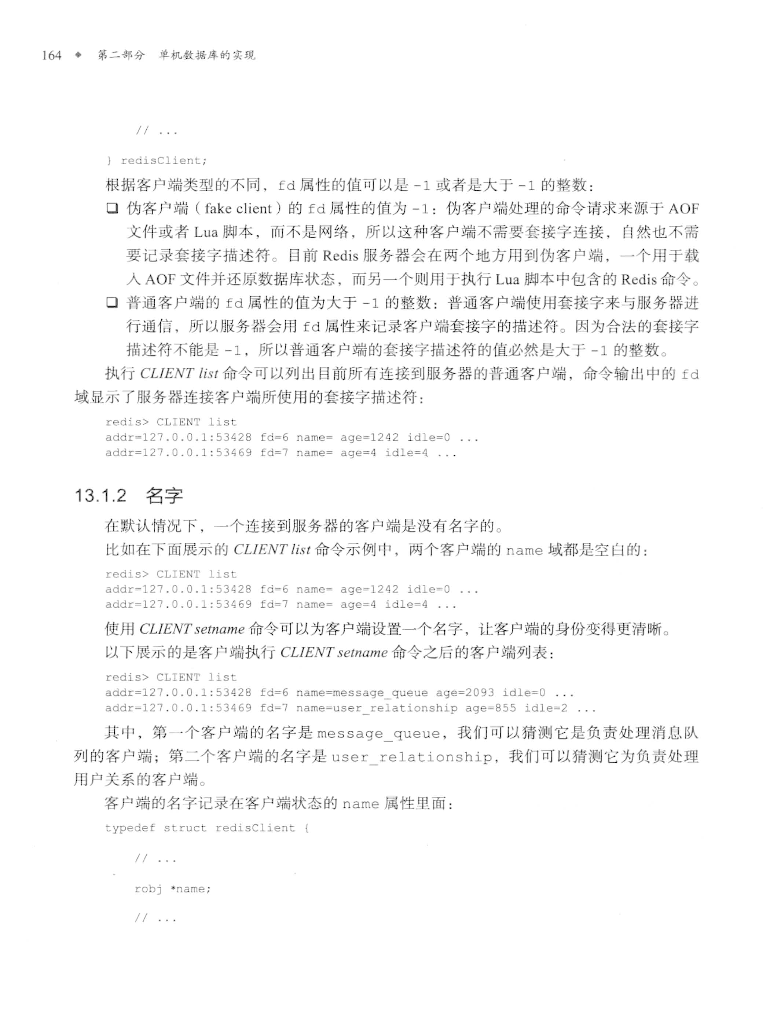 164 ◆ 第二部分 单机数据库的实现
// ...
} redisClient;
根据客户端类型的不同，fd 属性的值可以是 -1 或者是大于 -1 的整数：
❑ 伪客户端（fake client）的 fd 属性的值为 -1：伪客户端处理的命令请求来源于 AOF
文件或者 Lua 脚本，而不是网络，所以这种客户端不需要套接字连接，自然也不需
要记录套接字描述符。目前 Redis 服务器会在两个地方用到伪客户端，一个用于载
入 AOF 文件并还原数据库状态，而另一个则用于执行 Lua 脚本中包含的 Redis 命令。
❑ 普通客户端的 fd 属性的值为大于 -1 的整数：普通客户端使用套接字来与服务器进
行通信，所以服务器会用 fd 属性来记录客户端套接字的描述符。因为合法的套接字
描述符不能是 -1，所以普通客户端的套接字描述符的值必然是大于 -1 的整数。
执行 CLIENT list 命令可以列出目前所有连接到服务器的普通客户端，命令输出中的 fd
域显示了服务器连接客户端所使用的套接字描述符：
redis> CLIENT list
addr=127.0.0.1:53428 fd=6 name= age=1242 idle=0 ...
addr=127.0.0.1:53469 fd=7 name= age=4 idle=4 ...
13.1.2 名字
在默认情况下，一个连接到服务器的客户端是没有名字的。
比如在下面展示的 CLIENT list 命令示例中，两个客户端的 name 域都是空白的：
redis> CLIENT list
addr=127.0.0.1:53428 fd=6 name= age=1242 idle=0 ...
addr=127.0.0.1:53469 fd=7 name= age=4 idle=4 ...
使用 CLIENT setname 命令可以为客户端设置一个名字，让客户端的身份变得更清晰。
以下展示的是客户端执行 CLIENT setname 命令之后的客户端列表：
redis> CLIENT list
addr=127.0.0.1:53428 fd=6 name=message_queue age=2093 idle=0 ...
addr=127.0.0.1:53469 fd=7 name=user_relationship age=855 idle=2 ...
其中，第一个客户端的名字是 message_queue，我们可以猜测它是负责处理消息队
列的客户端；第二个客户端的名字是 user_relationship，我们可以猜测它为负责处理
用户关系的客户端。
客户端的名字记录在客户端状态的 name 属性里面：
typedef struct redisClient {
// ...
robj *name;
// ...